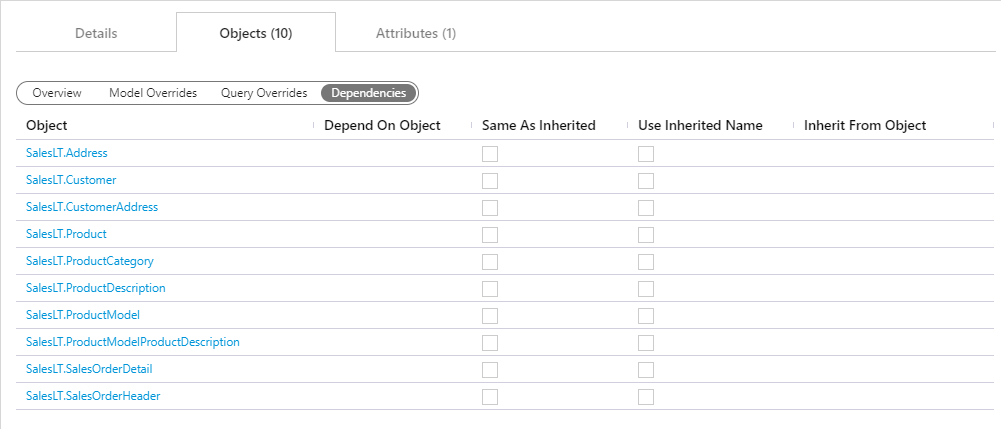 Details Objects (10) Attributes (1)
Overview Model Overrides Query Overrides Dependencies
Object Depend On Object Same As Inherited Use Inherited Name Inherit From Object
SalesLT.Address
SalesLT.Customer
SalesLT.CustomerAddress
SalesLT.Product
SalesLT.ProductCategory
SalesLT.ProductDescription
SalesLT.ProductModel
SalesLT.ProductModelProductDescription
SalesLT.SalesOrderDetail
SalesLT.SalesOrderHeader